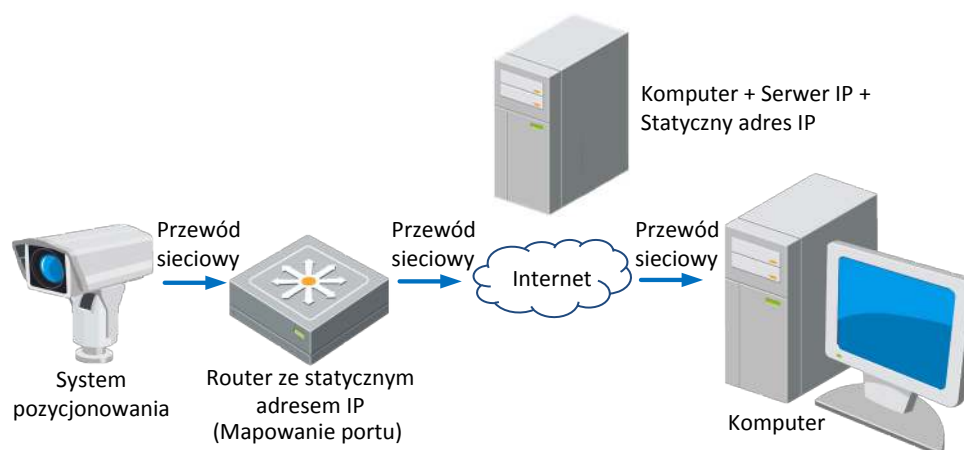 Komputer + Serwer IP +
Statyczny adres IP
Przewód
sieciowy
Przewód
sieciowy
Przewód
sieciowy
Internet
System
pozycjonowania
Router ze statycznym
adresem IP
(Mapowanie portu)
Komputer